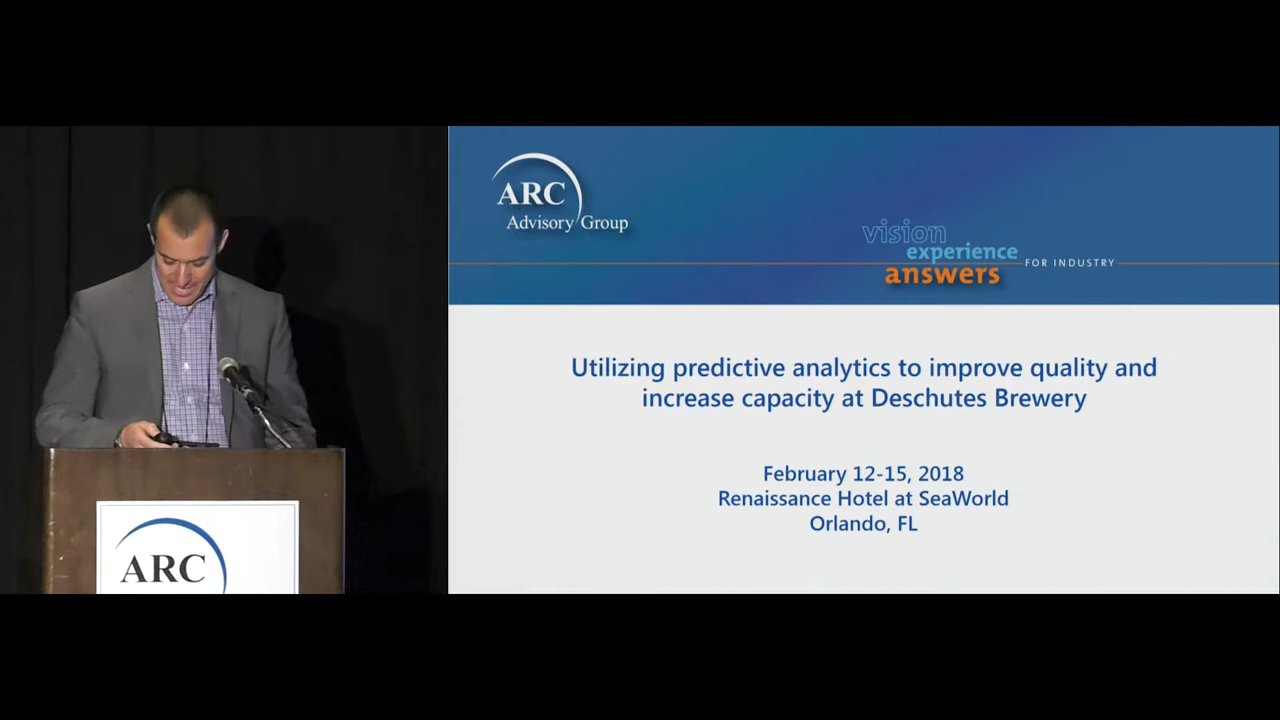 ARC
Advisory Group
vision
experience
answers
FOR INDUSTRY
Utilizing predictive analytics to improve quality and
increase capacity at Deschutes Brewery
February 12-15, 2018
Renaissance Hotel at SeaWorld
Orlando, FL
ARC